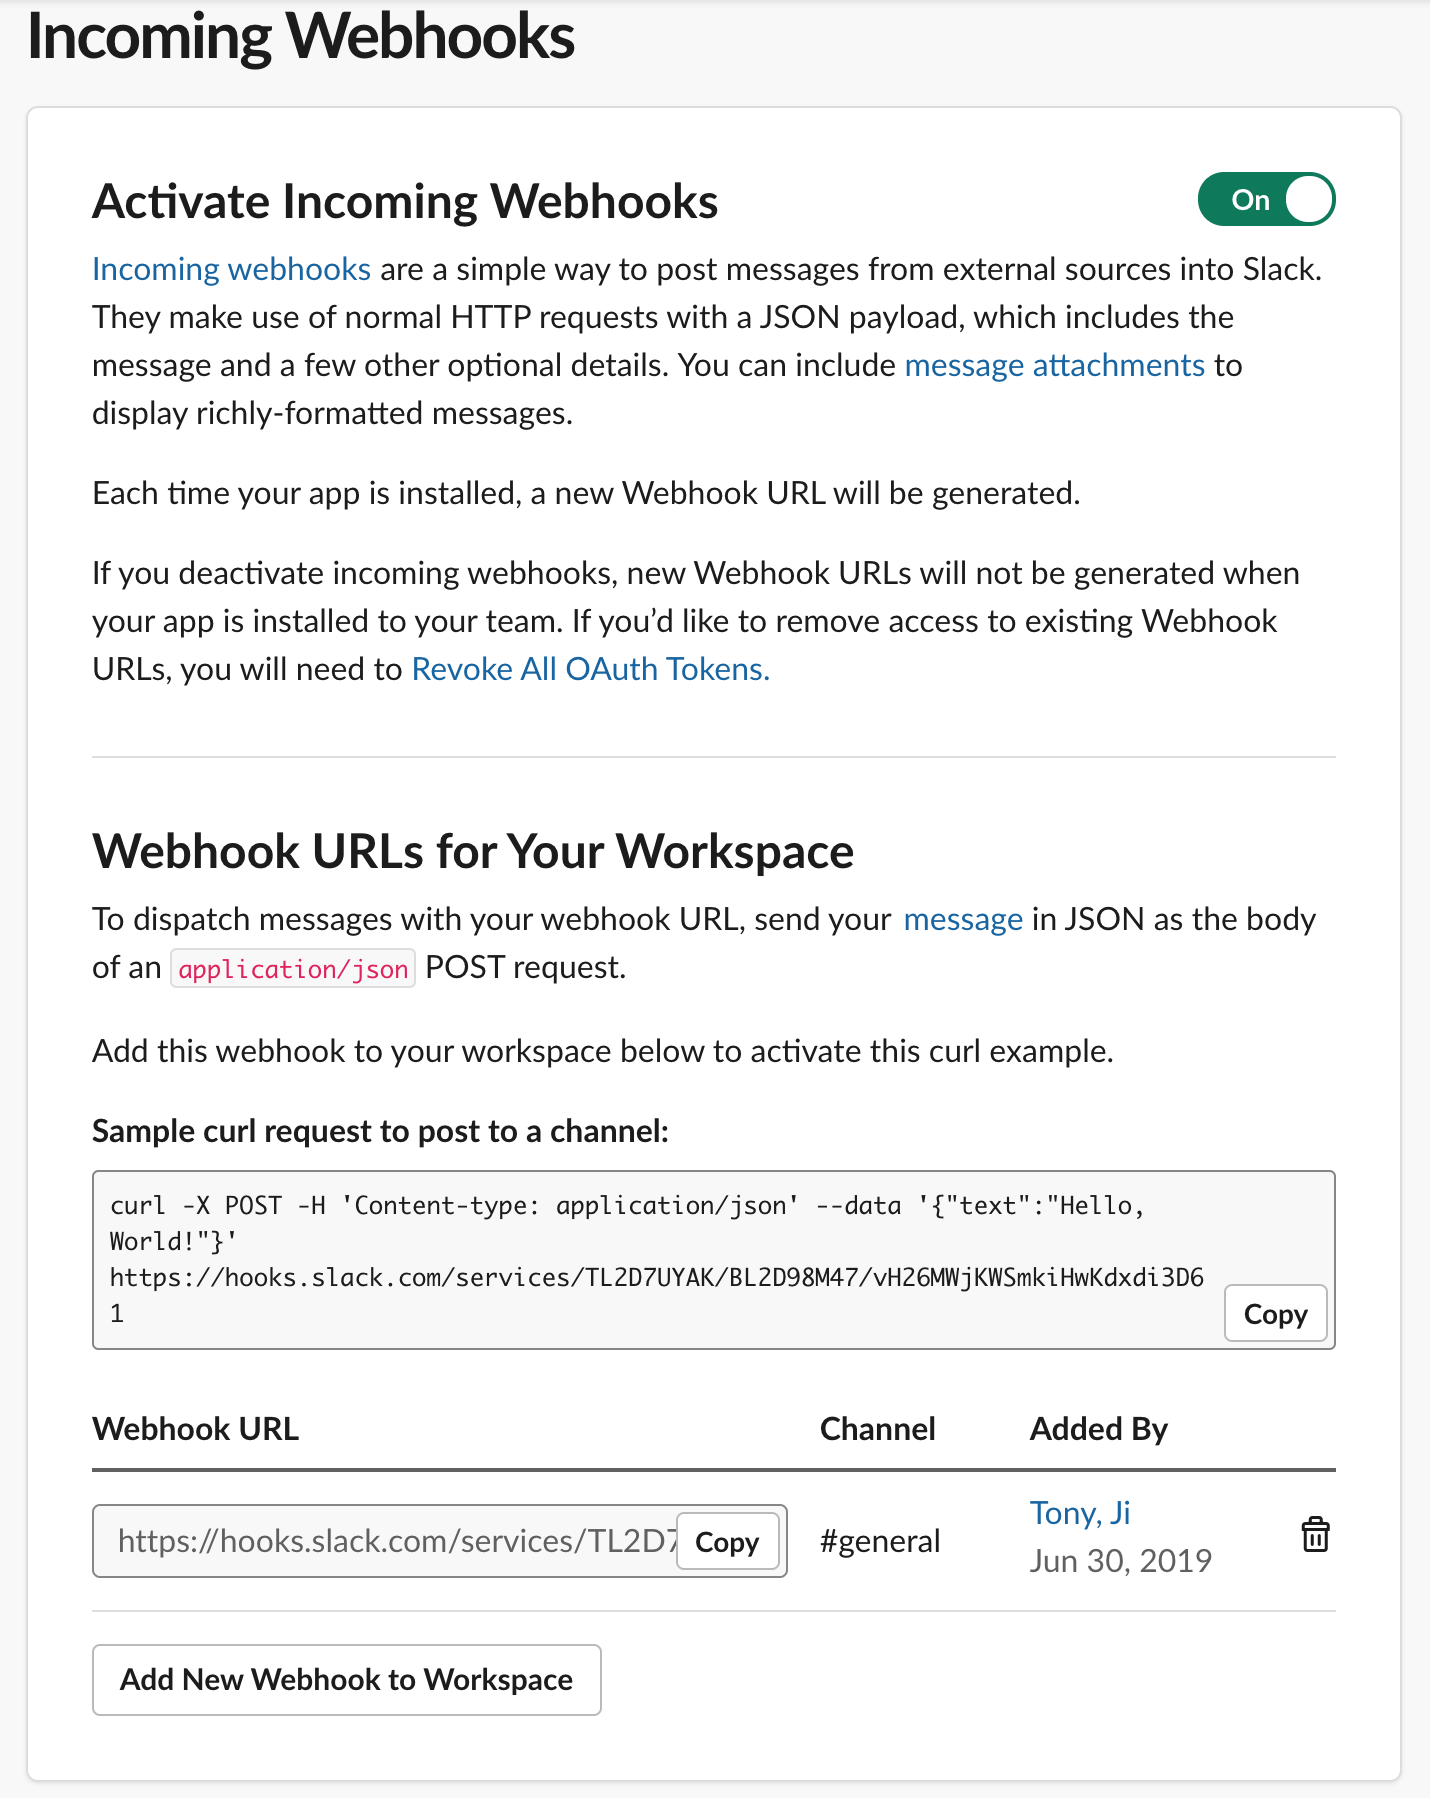 Incoming Webhooks
Activate Incoming Webhooks
On
Incoming webhooks are a simple way to post messages from external sources into Slack.
They make use of normal HTTP requests with a JSON payload, which includes the
message and a few other optional details. You can include message attachments to
display richly-formatted messages.
Each time your app is installed, a new Webhook URL will be generated.
If you deactivate incoming webhooks, new Webhook URLs will not be generated when
your app is installed to your team. If you’d like to remove access to existing Webhook
URLs, you will need to Revoke All OAuth Tokens.
Webhook URLs for Your Workspace
To dispatch messages with your webhook URL, send your message in JSON as the body
of an application/json POST request.
Add this webhook to your workspace below to activate this curl example.
Sample curl request to post to a channel:
curl -X POST -H 'Content-type: application/json' --data '{"text":"Hello,
World!"}'
https://hooks.slack.com/services/TL2D7UYAK/BL2D98M47/vH26MWjKWSmkiHwKdxdi3D6
1
Copy
Webhook URL Channel Added By
https://hooks.slack.com/services/TL2D7 Copy #general Tony, Ji
Jun 30, 2019
Add New Webhook to Workspace